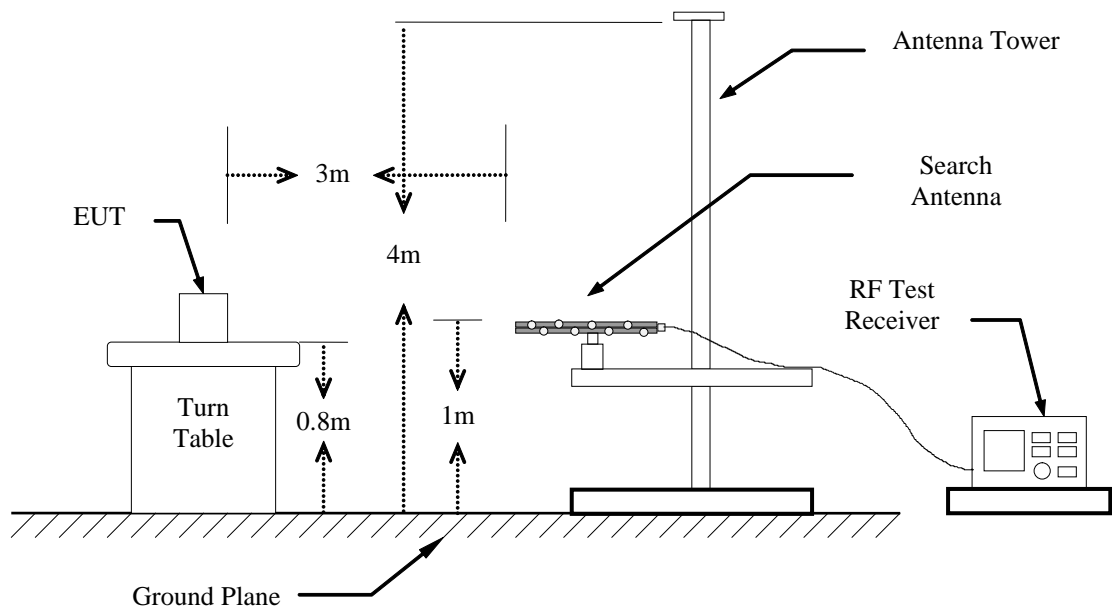 Antenna Tower
3m
Search
Antenna
EUT
4m
RF Test
Receiver
Turn
Table
0.8m
1m
Ground Plane